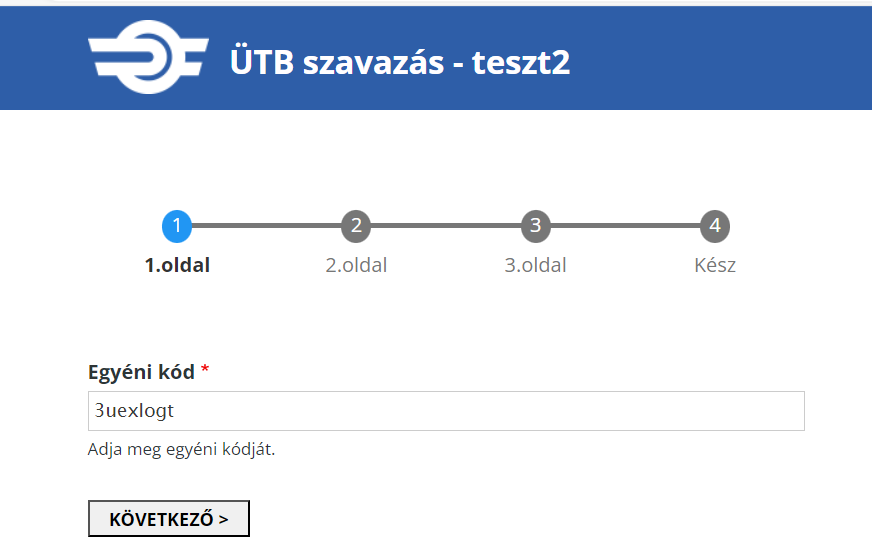 ÜTB szavazás - teszt2
1 2 3 4
1.oldal 2.oldal 3.oldal Kész
Egyéni kód *
3uexlogt
Adja meg egyéni kódját.
KÖVETKEZŐ >